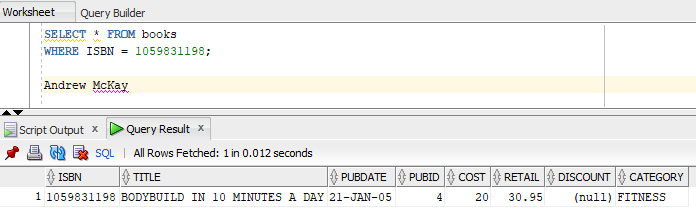 Worksheet Query Builder
SELECT * FROM books
WHERE ISBN = 1059831198;
Andrew McKay
Script Output x Query Result x
SQL | All Rows Fetched: 1 in 0.012 seconds
ISBN TITLE PUBDATE PUBID COST RETAIL DISCOUNT CATEGORY
1 1059831198 BODYBUILD IN 10 MINUTES A DAY 21-JAN-05 4 20 30.95 (null) FITNESS